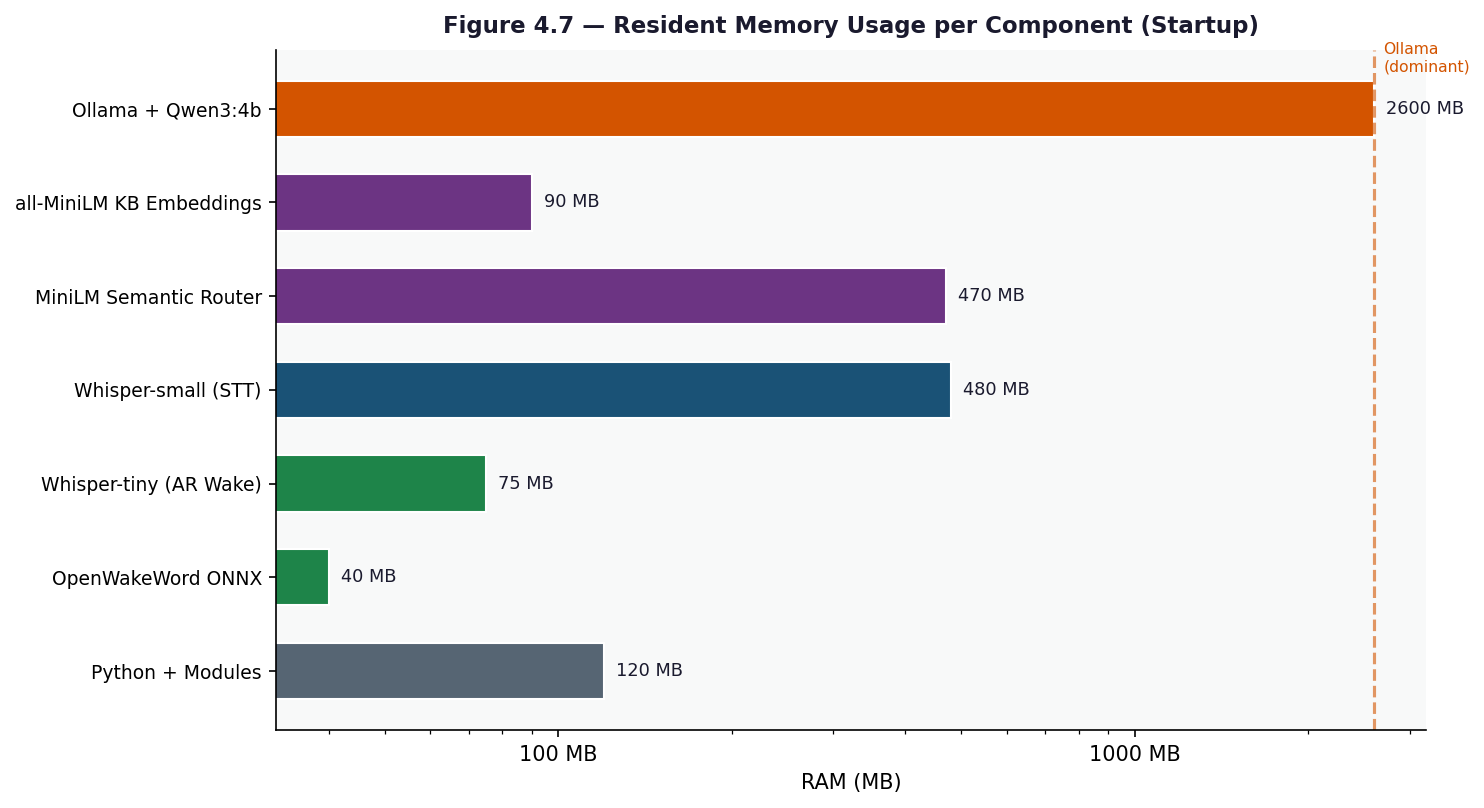 Figure 4.7 — Resident Memory Usage per Component (Startup)
Ollama
(dominant)
Ollama + Qwen3:4b
2600 MB
all-MiniLM KB Embeddings
90 MB
MiniLM Semantic Router
470 MB
Whisper-small (STT)
480 MB
Whisper-tiny (AR Wake)
75 MB
OpenWakeWord ONNX
40 MB
Python + Modules
120 MB
100 MB
1000 MB
RAM (MB)